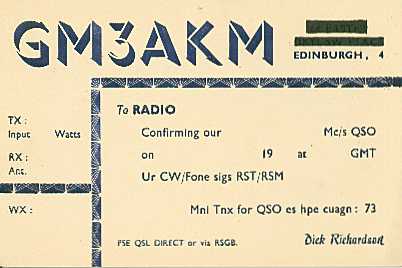 GM3AKM
EDINBURGH, 4
To RADIO
TX:
Input Watts
RX:
Ant.
WX:
Confirming our Mc/s QSO
on 19 at GMT
Ur CW/Fone sigs RST/RSM
Mni Tnx for QSO es hpe cuagn: 73
PSE QSL DIRECT or via RSGB.
Dick Richardson